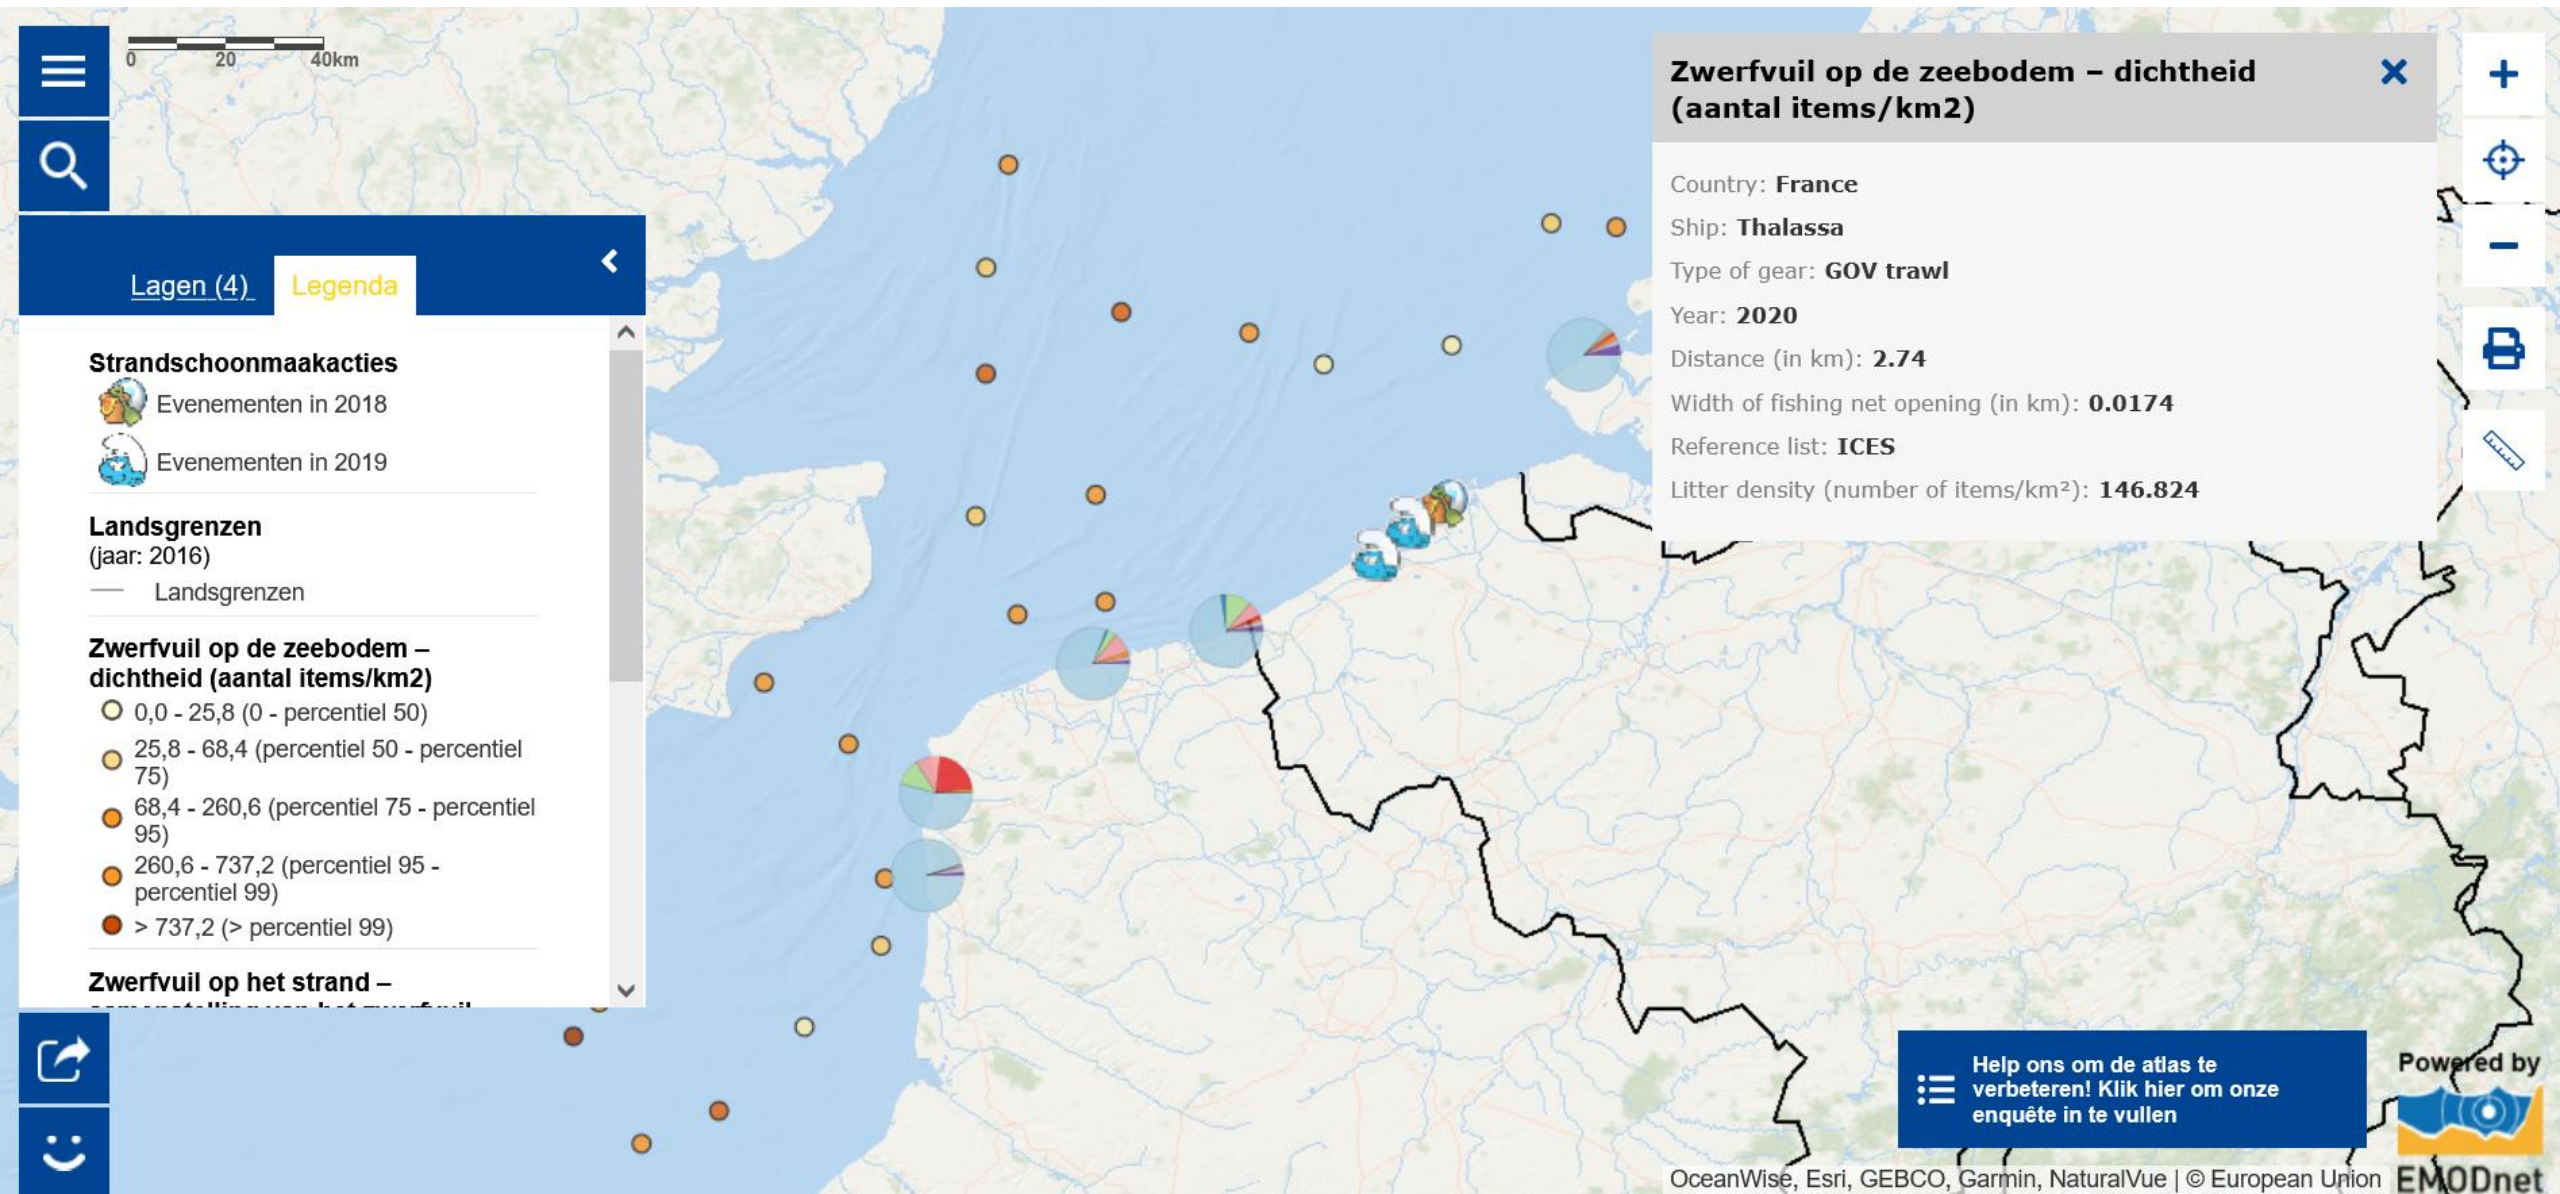 0 20 40km
Lagen (4) Legenda
Strandschoonmaakacties
Evenementen in 2018
Evenementen in 2019
Landsgrenzen
(jaar: 2016)
Landsgrenzen
Zwerfvuil op de zeebodem –
dichtheid (aantal items/km2)
0,0 - 25,8 (0 - percentiel 50)
25,8 - 68,4 (percentiel 50 - percentiel
75)
68,4 - 260,6 (percentiel 75 - percentiel
95)
260,6 - 737,2 (percentiel 95 -
percentiel 99)
> 737,2 (> percentiel 99)
Zwerfvuil op het strand –
Zwerfvuil op de zeebodem – dichtheid
(aantal items/km2)
Country: France
Ship: Thalassa
Type of gear: GOV trawl
Year: 2020
Distance (in km): 2.74
Width of fishing net opening (in km): 0.0174
Reference list: ICES
Litter density (number of items/km²): 146.824
Help ons om de atlas te
verbeteren! Klik hier om onze
enquête in te vullen
Powered by
EMODnet
OceanWise, Esri, GEBCO, Garmin, NaturalVue | © European Union